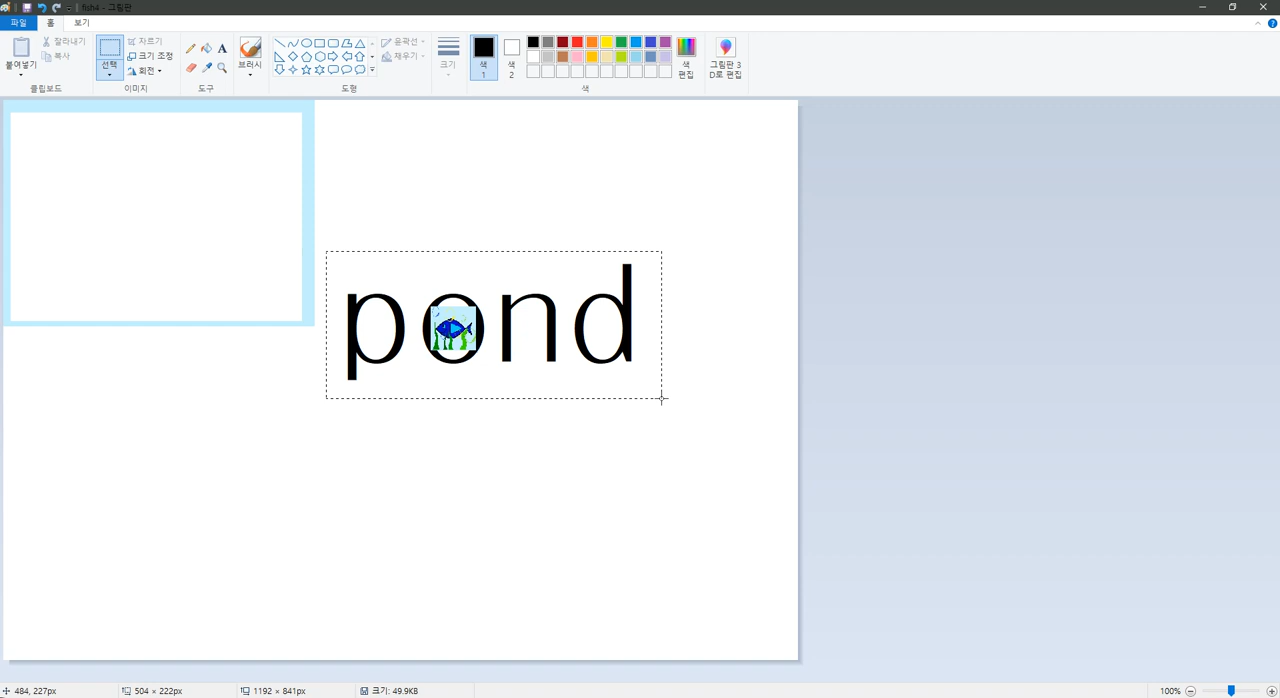 fish4 - 그림판
파일 홈 보기
붙여넣기
잘라내기
복사
클립보드
선택
자르기
크기 조정
회전
이미지
A
도구
브러시
윤곽선
채우기
도형
크기
색 1
색 2
색
색 편집
그림판 3D로 편집
pond
484, 227px 504 × 222px 1192 × 841px 크기: 49.9KB 100%